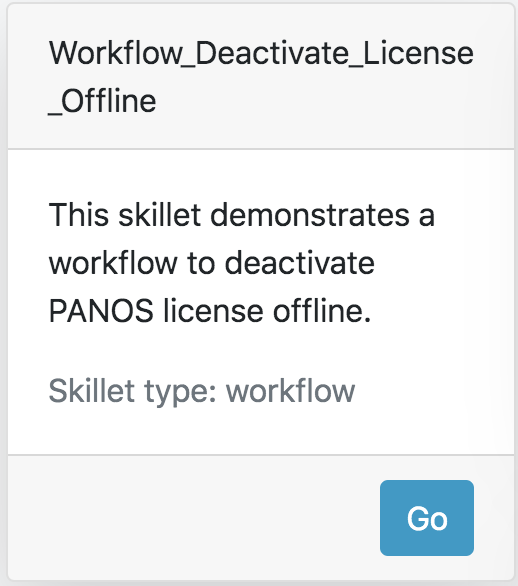 Workflow_Deactivate_License
_Offline
This skillet demonstrates a
workflow to deactivate
PANOS license offline.
Skillet type: workflow
Go